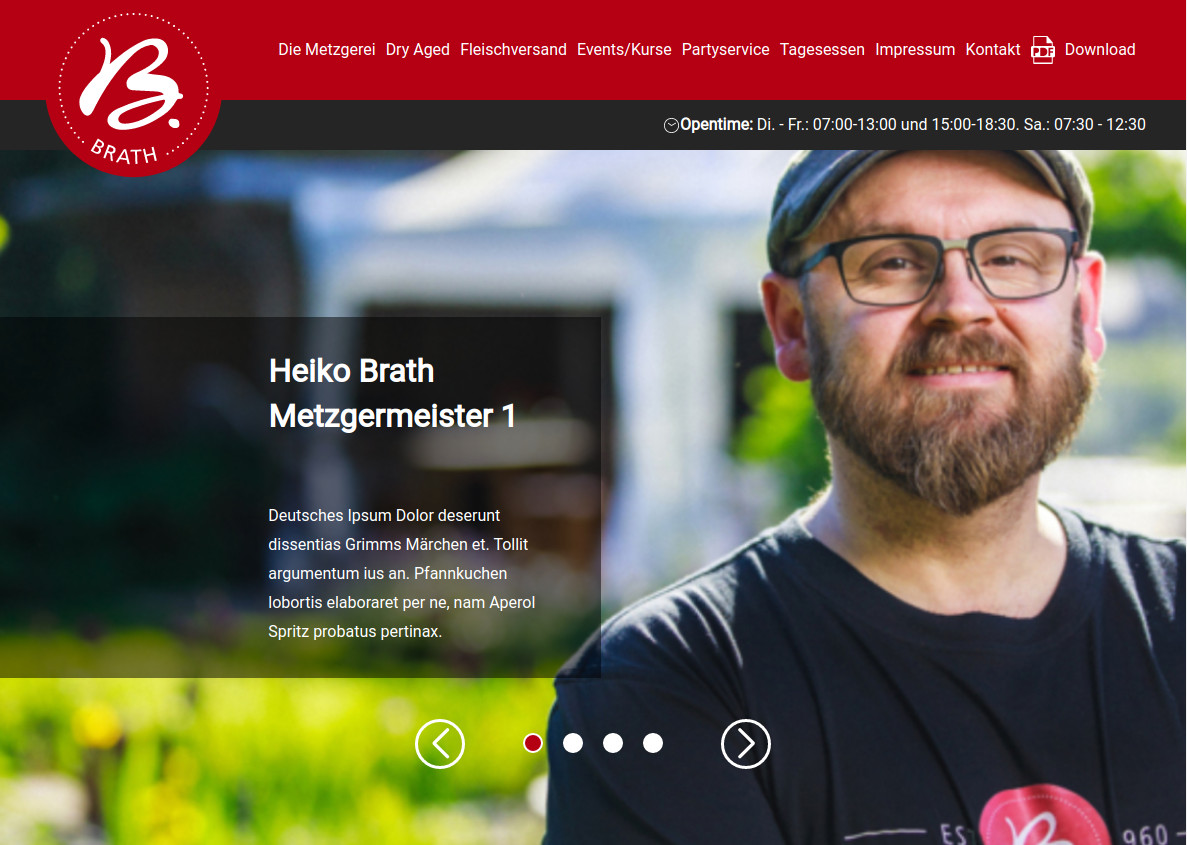 B.
BRATH
Die Metzgerei Dry Aged Fleischversand Events/Kurse Partyservice Tagesessen Impressum Kontakt PDF Download
Opentime: Di. - Fr.: 07:00-13:00 und 15:00-18:30. Sa.: 07:30 - 12:30
Heiko Brath
Metzgermeister 1
Deutsches Ipsum Dolor deserunt
dissentias Grimms Märchen et. Tollit
argumentum ius an. Pfannkuchen
lobortis elaboraret per ne, nam Aperol
Spritz probatus pertinax.